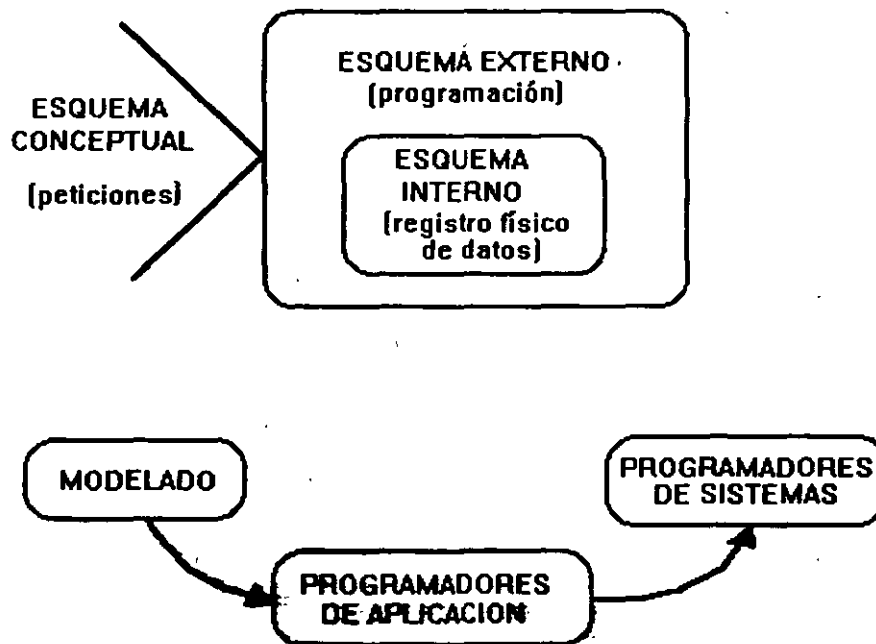 ESQUEMA
CONCEPTUAL
(peticiones)
ESQUEMA EXTERNO
(programación)
ESQUEMA
INTERNO
(registro físico
de datos)
MODELADO
PROGRAMADORES
DE APLICACION
PROGRAMADORES
DE SISTEMAS